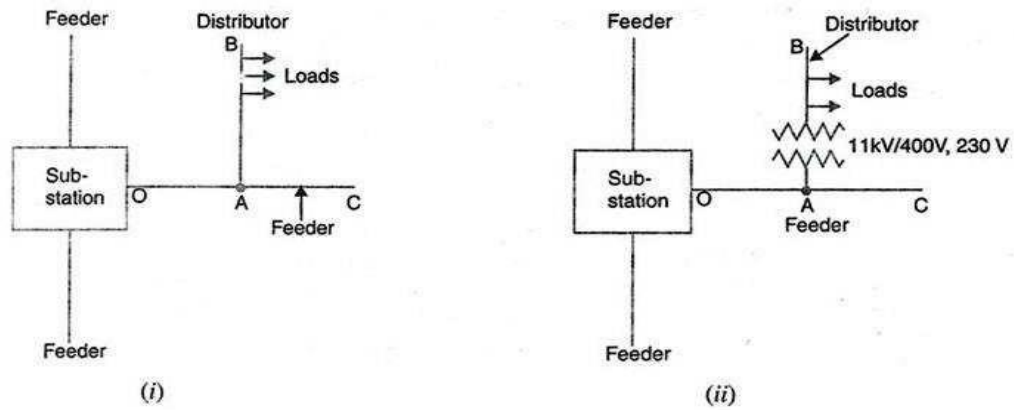 Feeder
Distributor
B
Loads
Sub-
station
O
A
C
Feeder
Feeder
(i)
Feeder
Distributor
B
Loads
11kV/400V, 230 V
Sub-
station
O
A
C
Feeder
Feeder
(ii)